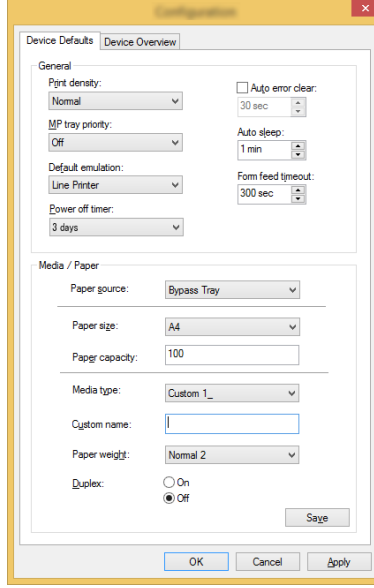 Configuration
Device Defaults Device Overview
General
Print density:
Normal
Auto error clear:
30 sec
MP tray priority:
Off
Auto sleep:
1 min
Default emulation:
Line Printer
Form feed timeout:
300 sec
Power off timer:
3 days
Media / Paper
Paper source: Bypass Tray
Paper size: A4
Paper capacity: 100
Media type: Custom 1_
Custom name:
Paper weight: Normal 2
Duplex: On
Off
Save
OK Cancel Apply